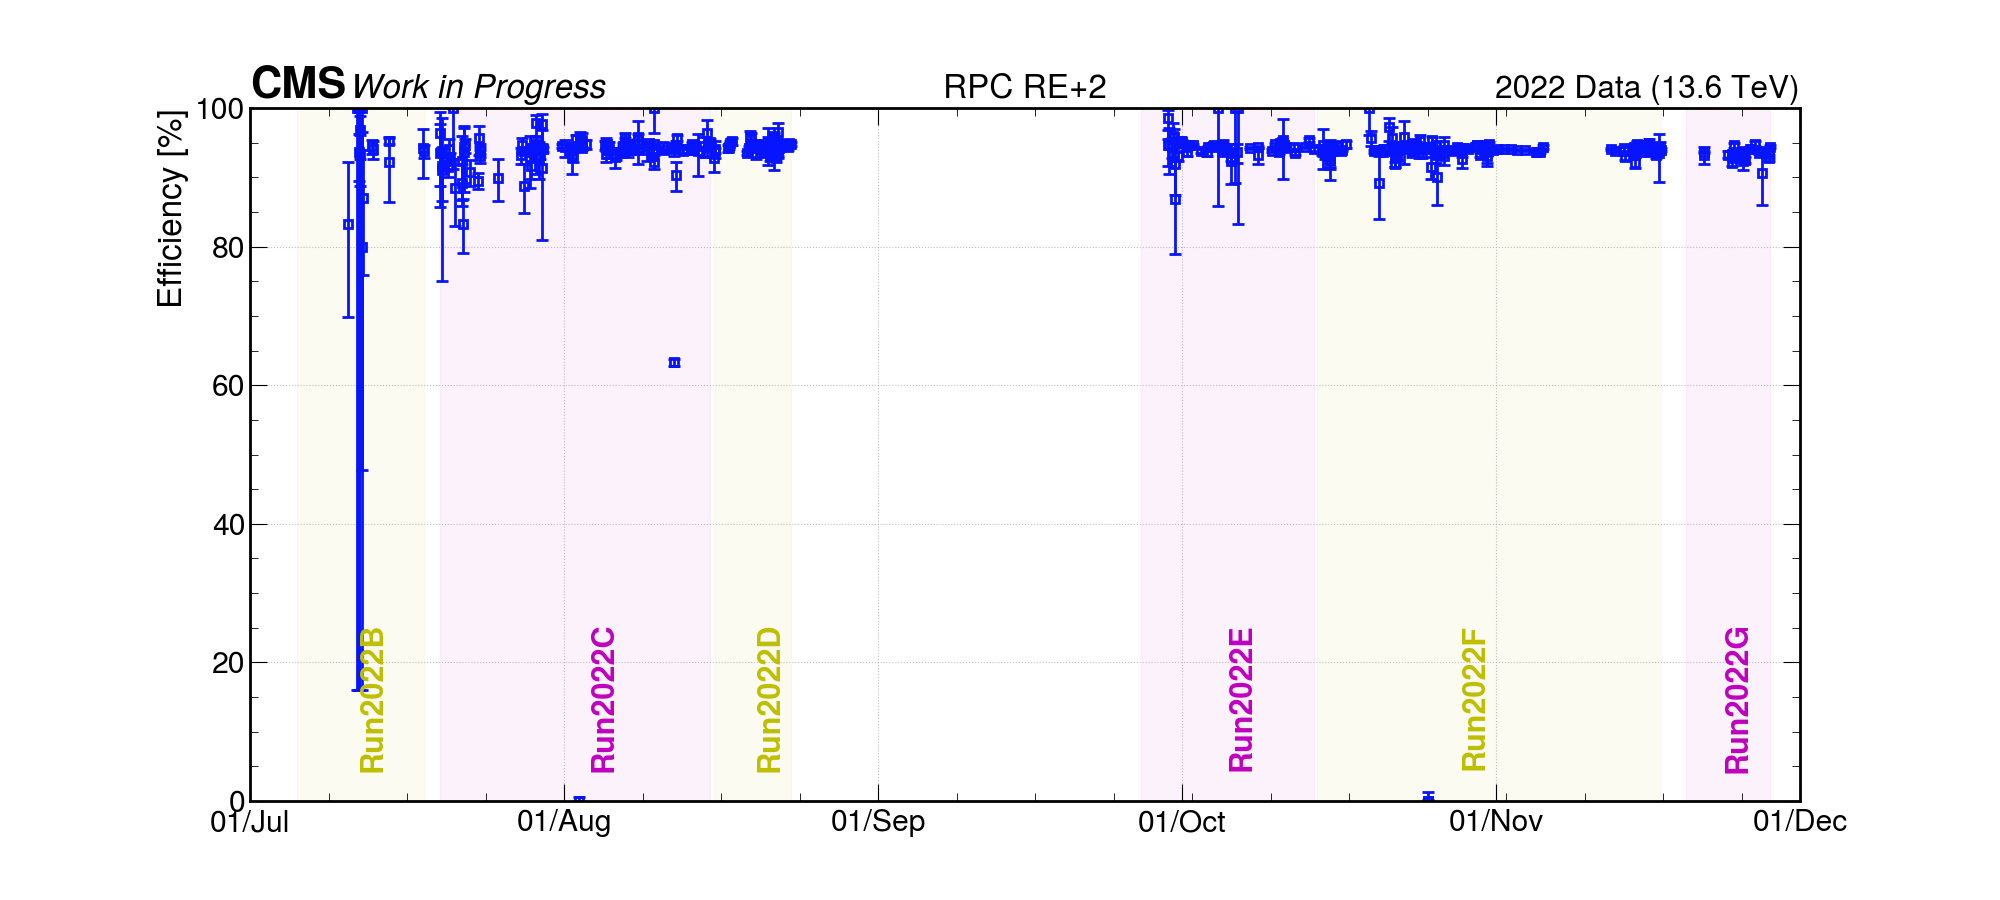 CMS Work in Progress RPC RE+2 2022 Data (13.6 TeV)
Efficiency [%]
100
80
60
40
20
0
Run2022B
Run2022C
Run2022D
Run2022E
Run2022F
Run2022G
01/Jul 01/Aug 01/Sep 01/Oct 01/Nov 01/Dec